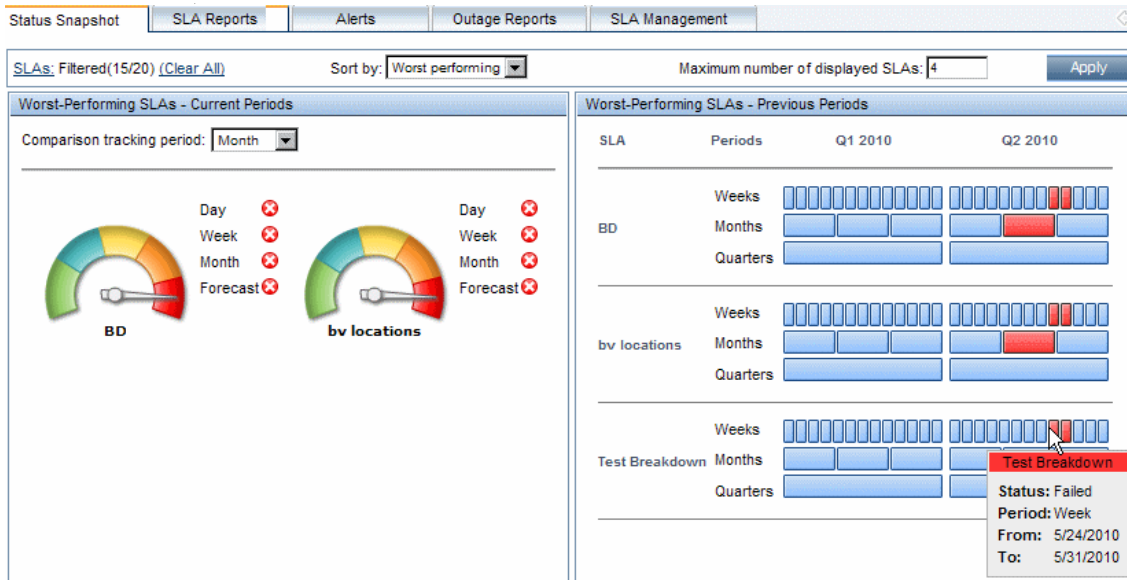 Status Snapshot
SLA Reports
Alerts
Outage Reports
SLA Management
SLAs: Filtered(15/20) (Clear All)
Sort by: Worst performing
Maximum number of displayed SLAs: 4
Apply
Worst-Performing SLAs - Current Periods
Comparison tracking period: Month
Day
Week
Month
Forecast
BD
Day
Week
Month
Forecast
bv locations
Worst-Performing SLAs - Previous Periods
SLA Periods Q1 2010 Q2 2010
BD
Weeks
Months
Quarters
bv locations
Weeks
Months
Quarters
Test Breakdown
Weeks
Months
Quarters
Test Breakdown
Status: Failed
Period: Week
From: 5/24/2010
To: 5/31/2010